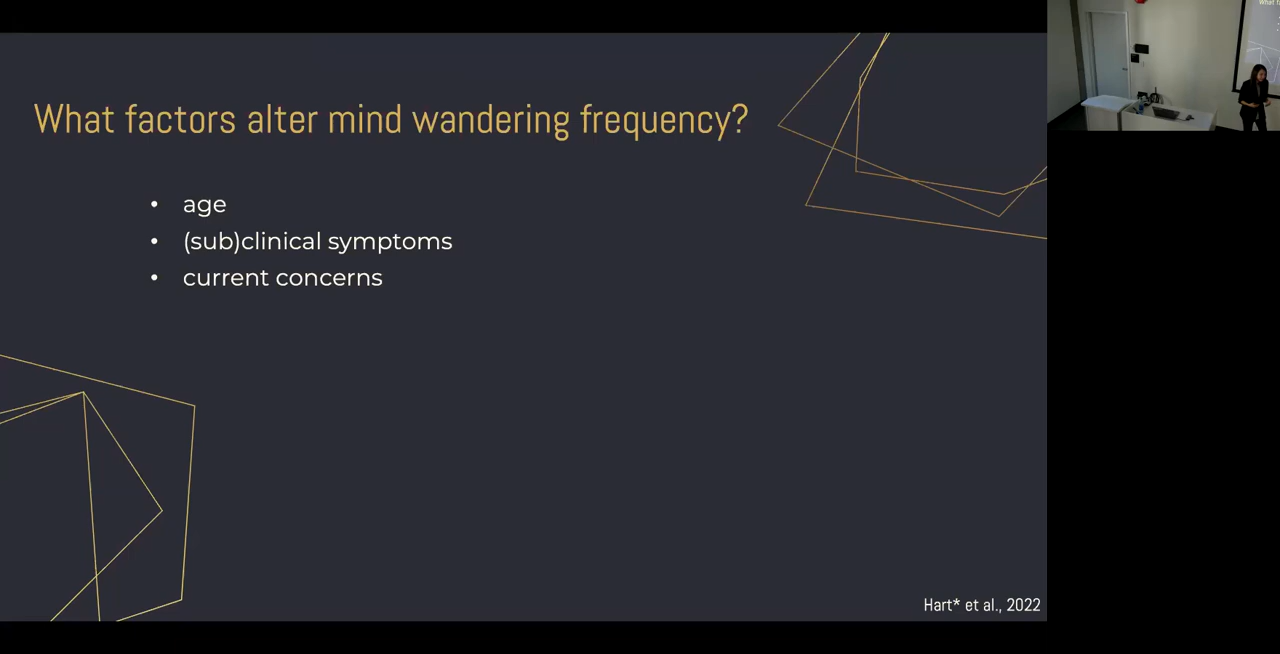 What factors alter mind wandering frequency?
• age
• (sub)clinical symptoms
• current concerns
Hart* et al., 2022